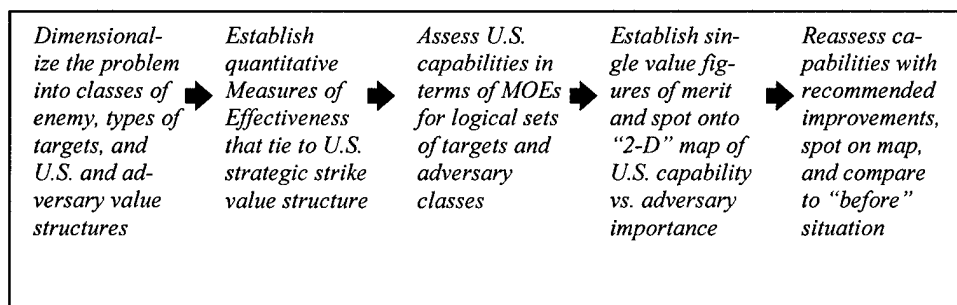 Dimensional-
ize the problem
into classes of
enemy, types of
targets, and
U.S. and ad-
versary value
structures
Establish
quantitative
Measures of
Effectiveness
that tie to U.S.
strategic strike
value structure
Assess U.S.
capabilities in
terms of MOEs
for logical sets
of targets and
adversary
classes
Establish sin-
gle value fig-
ures of merit
and spot onto
“2-D” map of
U.S. capability
vs. adversary
importance
Reassess ca-
pabilities with
recommended
improvements,
spot on map,
and compare
to “before”
situation